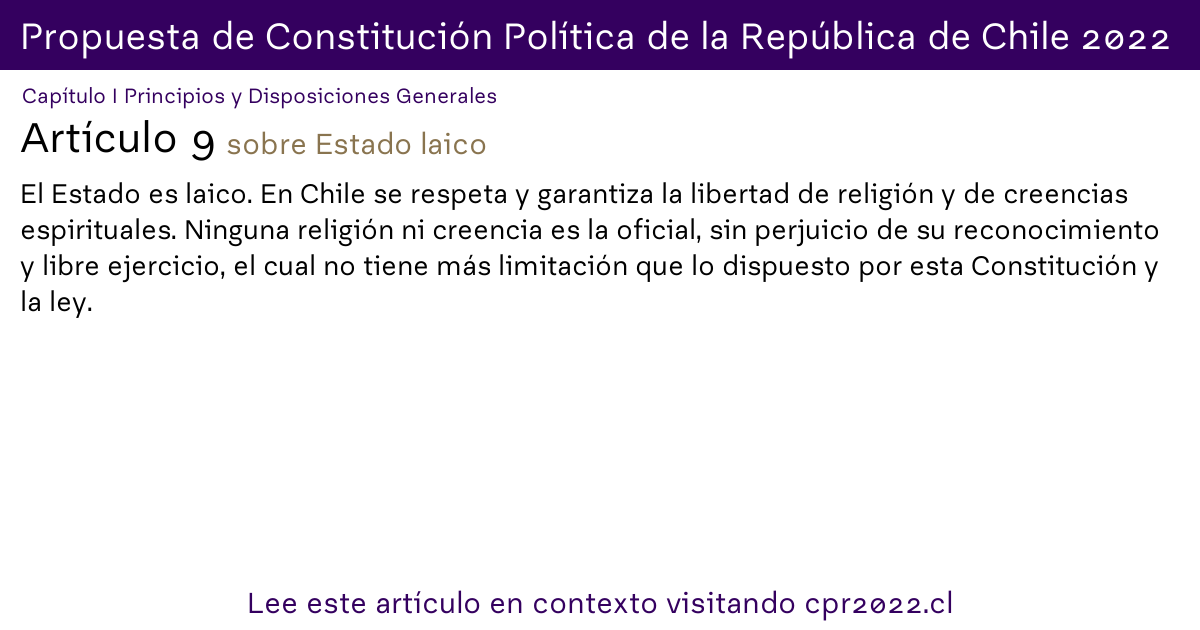 Propuesta de Constitución Política de la República de Chile 2022
Capítulo I Principios y Disposiciones Generales
Artículo 9 sobre Estado laico
El Estado es laico. En Chile se respeta y garantiza la libertad de religión y de creencias
espirituales. Ninguna religión ni creencia es la oficial, sin perjuicio de su reconocimiento
y libre ejercicio, el cual no tiene más limitación que lo dispuesto por esta Constitución y
la ley.
Lee este artículo en contexto visitando cpr2022.cl